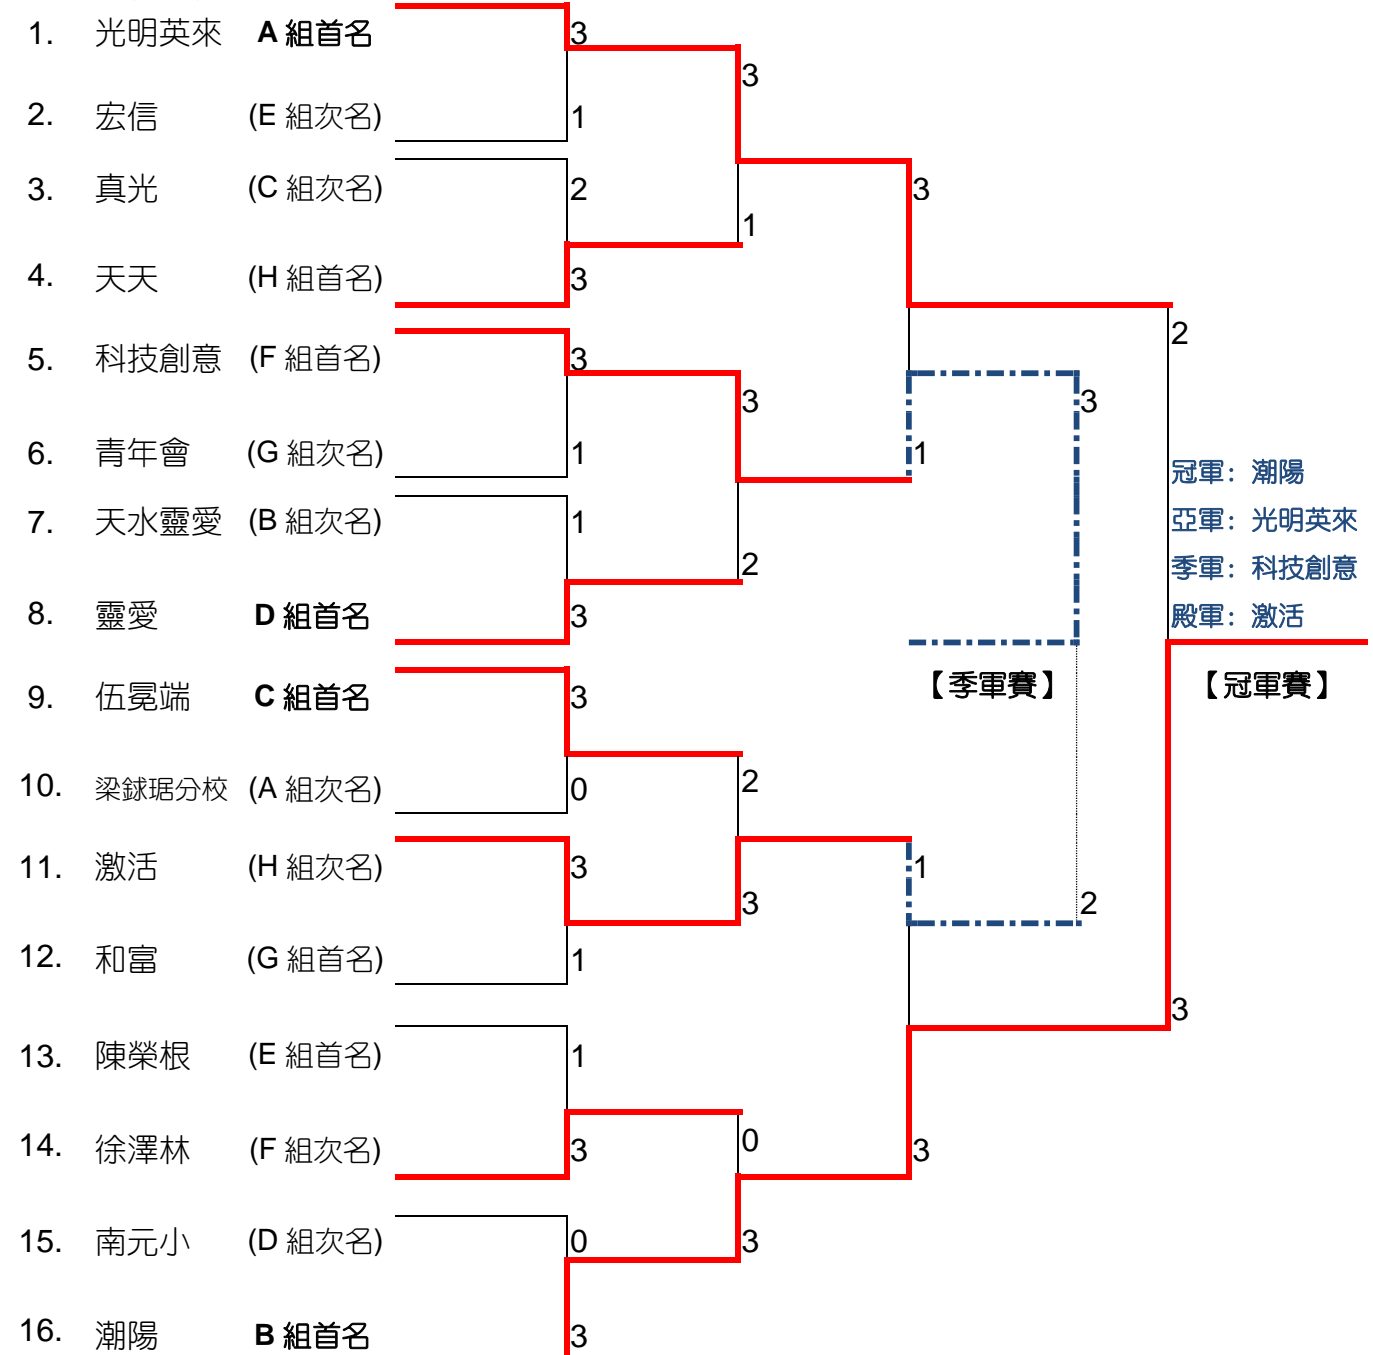 1. 光明英來 A 組首名 3
3
2. 宏信 (E 組次名) 1
3. 真光 (C 組次名) 2 3
1
4. 天天 (H 組首名) 3
2
5. 科技創意 (F 組首名) 3
3 3
6. 青年會 (G 組次名) 1 1
冠軍: 潮陽
7. 天水靈愛 (B 組次名) 1
亞軍: 光明英來
2
季軍: 科技創意
8. 靈愛 D 組首名 3
殿軍: 激活
【季軍賽】 【冠軍賽】
9. 伍冕端 C 組首名 3
2
10. 梁銶琚分校 (A 組次名) 0
11. 激活 (H 組次名) 3 1
3 2
12. 和富 (G 組首名) 1
3
13. 陳榮根 (E 組首名) 1
0
14. 徐澤林 (F 組次名) 3 3
15. 南元小 (D 組次名) 0 3
16. 潮陽 B 組首名 3